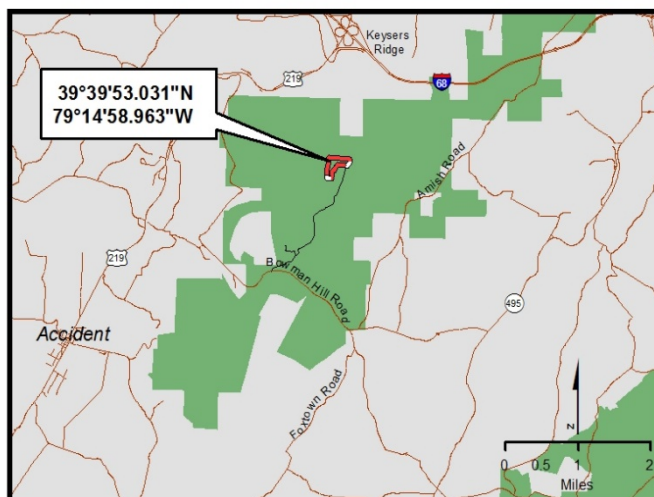 Keysers
Ridge
219
68
39°39'53.031"N
79°14'58.963"W
Amish Road
219
Bowman Hill Road
495
Accident
Foxtown Road
N
0 0.5 1 2
Miles